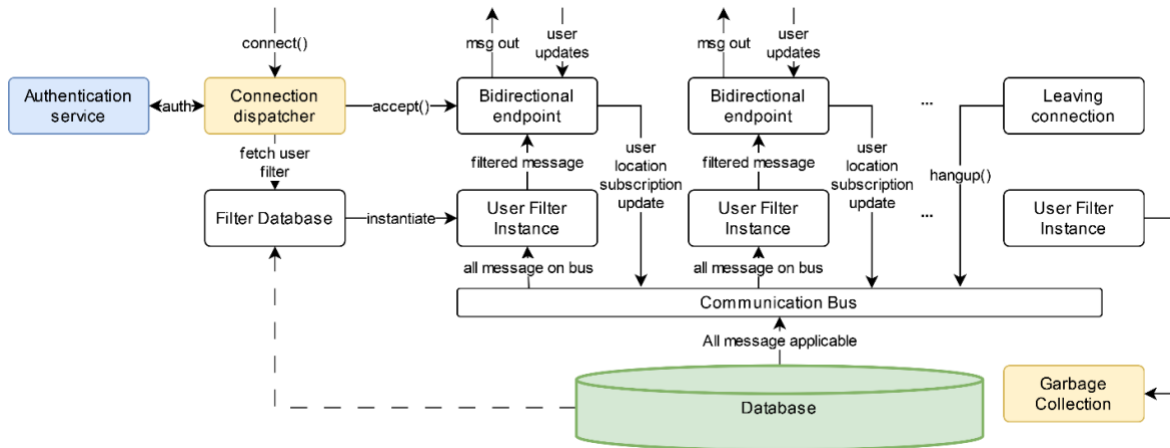 connect()
msg out
user
updates
msg out
user
updates
Authentication
service
auth
Connection
dispatcher
accept()
Bidirectional
endpoint
Bidirectional
endpoint
...
Leaving
connection
fetch user
filter
filtered message
user
location
subscription
update
filtered message
user
location
subscription
update
hangup()
Filter Database
instantiate
User Filter
Instance
User Filter
Instance
...
User Filter
Instance
all message on bus
all message on bus
Communication Bus
All message applicable
Database
Garbage
Collection